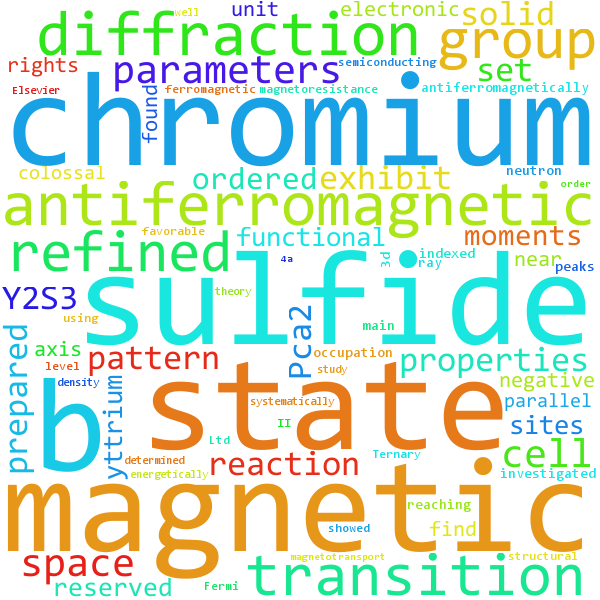 well unit electronic solid
diffraction group
rights parameters semiconducting set
Elsevier found ferromagnetic magnetoresistance antiferromagnetically
chromium
colossal ordered exhibit neutron order
antiferromagnetic
favorable functional moments
refined 4a 3d indexed ray near peaks
sulfide
Y2S3 theory
using Pca2 main
axis pattern occupation properties
prepared level study negative
density state parallel
b yttrium systematically sites
II
Ltd Ternary cell
determined reaction investigated
energetically
magnetic
reaching
showed find
space magnetotransport structural
reserved Fermi transition